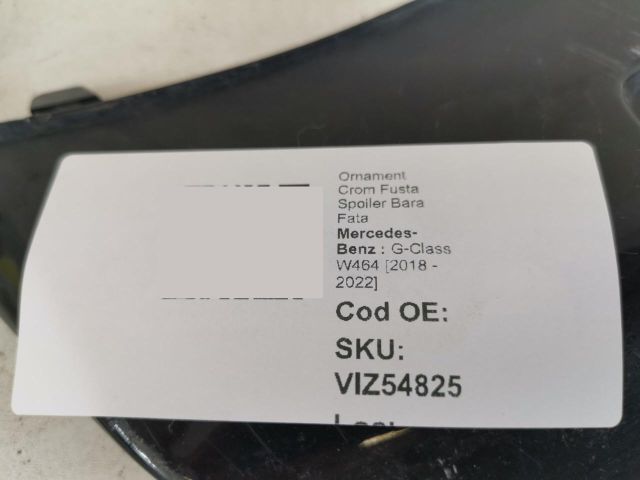 Ornament
Crom Fusta
Spoiler Bara
Fata
Mercedes-
Benz : G-Class
W464 [2018 -
2022]
Cod OE:
SKU:
VIZ54825